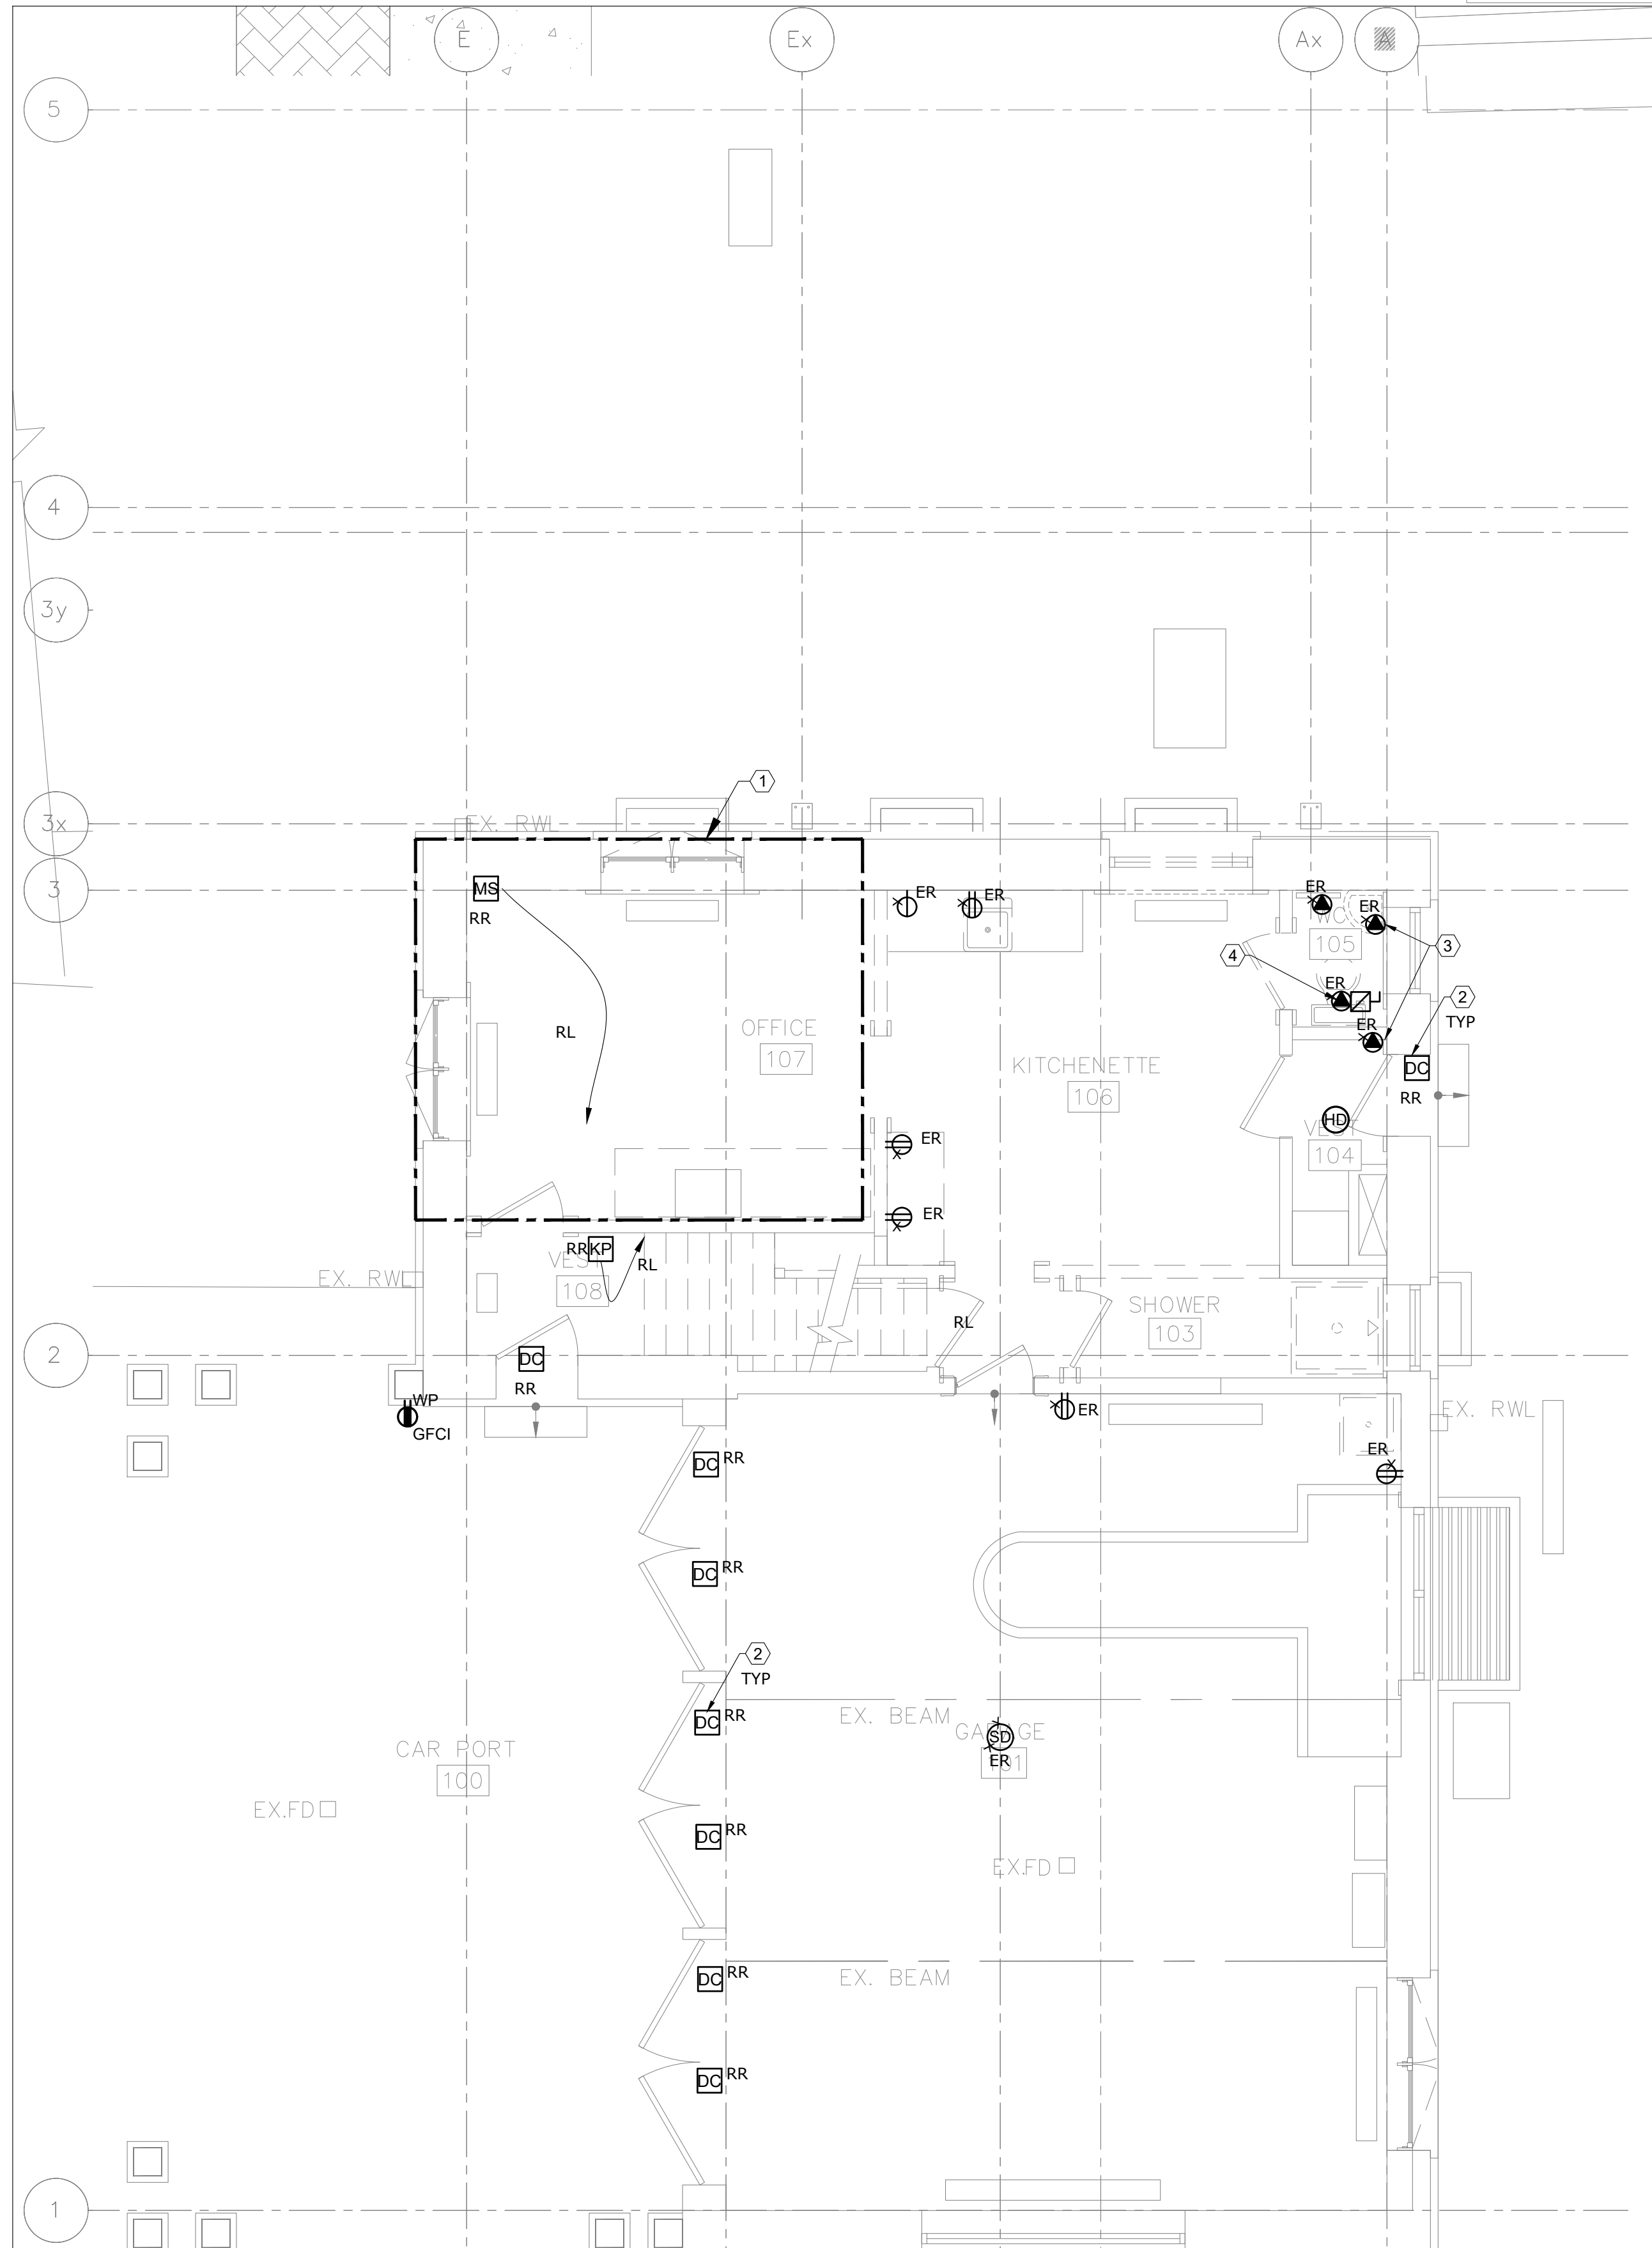 E
Ex
Ax
A
5
4
3y
1
3x
EX. RWL
3
MS
RR
ER
ER
ER
ER
WC
105
3
4
ER
2
TYP
OFFICE
107
RL
ER
KITCHENETTE
106
DC
RR
HD
VEST
104
ER
ER
RR
KP
VEST
108
RL
EX. RWL
SHOWER
103
RL
2
DC
RR
WP
GFCI
ER
EX. RWL
ER
X
DC
RR
DC
RR
2
TYP
DC
RR
EX. BEAM
GARAGE
101
SD
ER
CAR PORT
100
EX.FD
DC
RR
EX.FD
DC
RR
EX. BEAM
DC
RR
1